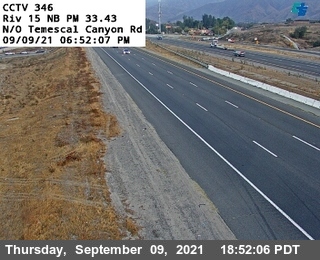 CCTV 346
Riv 15 NB PM 33.43
N/O Temescal Canyon Rd
09/09/21 06:52:07 PM
Thursday, September 09, 2021 18:52:06 PDT